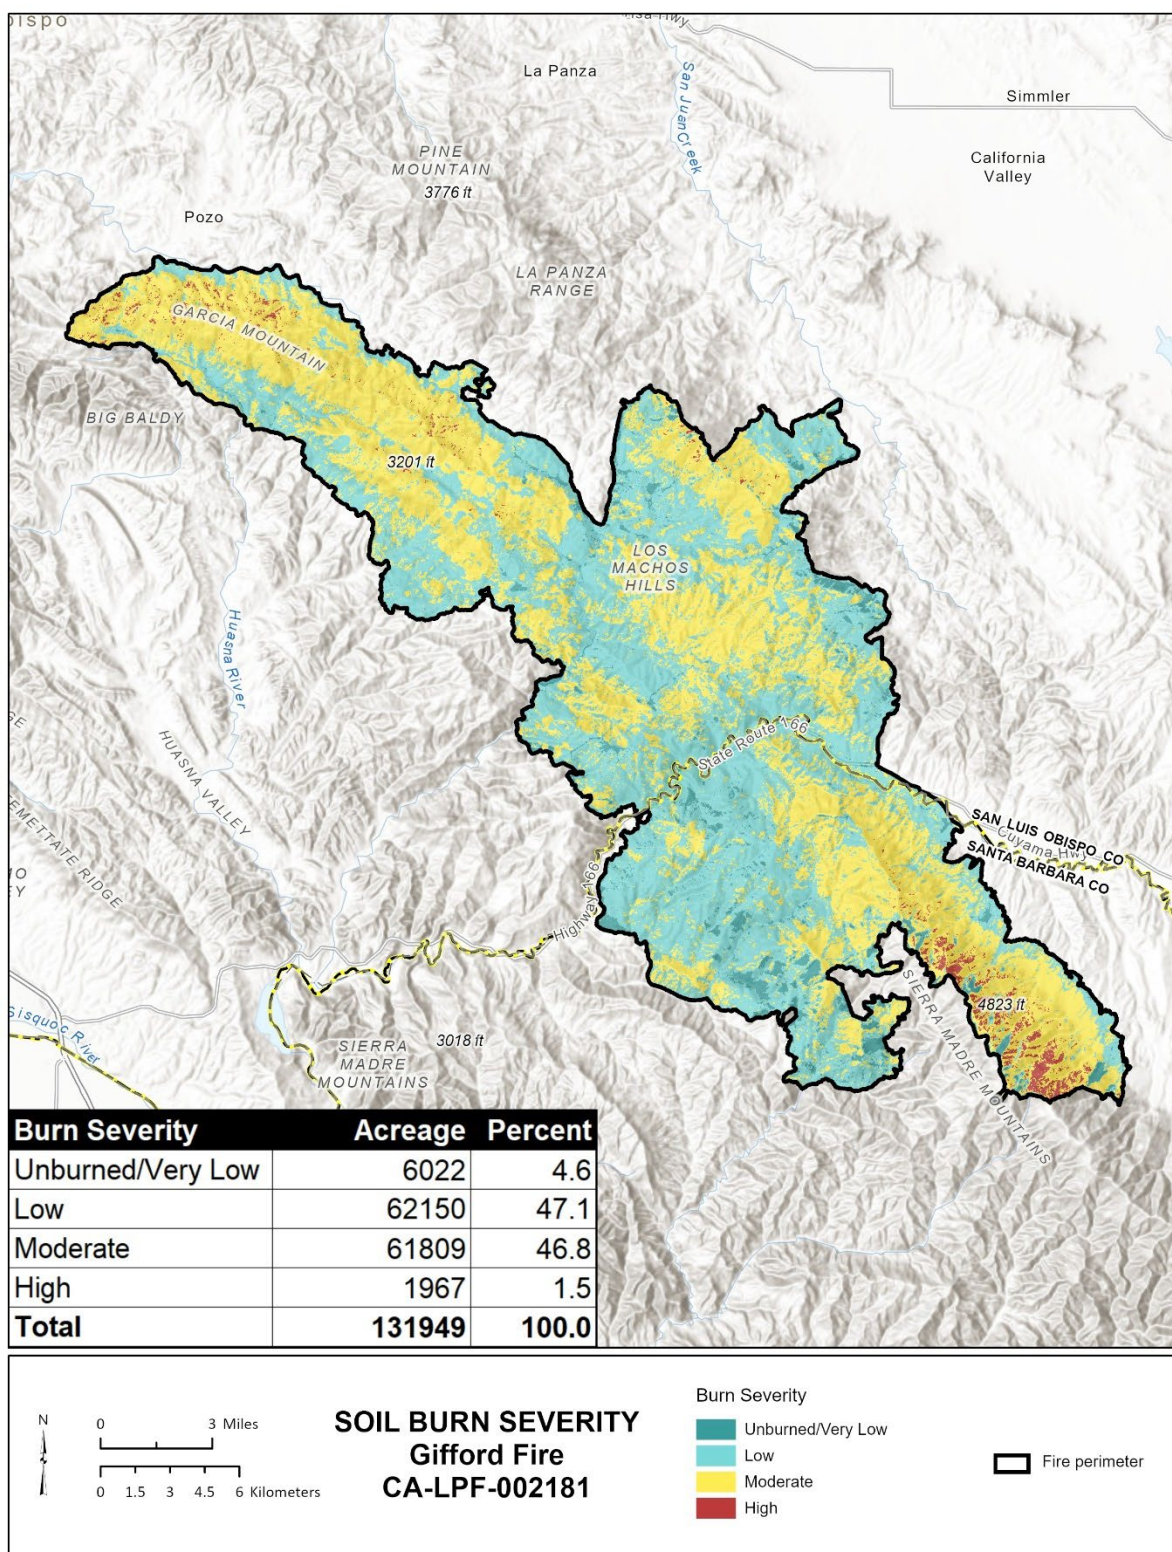 ispo
La Panza
Simmler
San Juan Creek
California
Valley
PINE
MOUNTAIN
3776 ft
Pozo
LA PANZA
RANGE
GARCIA MOUNTAIN
BIG BALDY
3201 ft
LOS
MACHOS
HILLS
Huasna River
State Route 166
HUASNA VALLEY
SAN LUIS OBISPO CO
Cuyama Hwy
SANTA BARBARA CO
Highway 166
SIERRA MADRE MOUNTAINS
4823 ft
Sisquoc River
3018 ft
SIERRA
MADRE
MOUNTAINS
Burn Severity Acreage Percent
Unburned/Very Low 6022 4.6
Low 62150 47.1
Moderate 61809 46.8
High 1967 1.5
Total 131949 100.0
N
0 3 Miles
0 1.5 3 4.5 6 Kilometers
SOIL BURN SEVERITY
Gifford Fire
CA-LPF-002181
Burn Severity
Unburned/Very Low
Low
Moderate
High
Fire perimeter